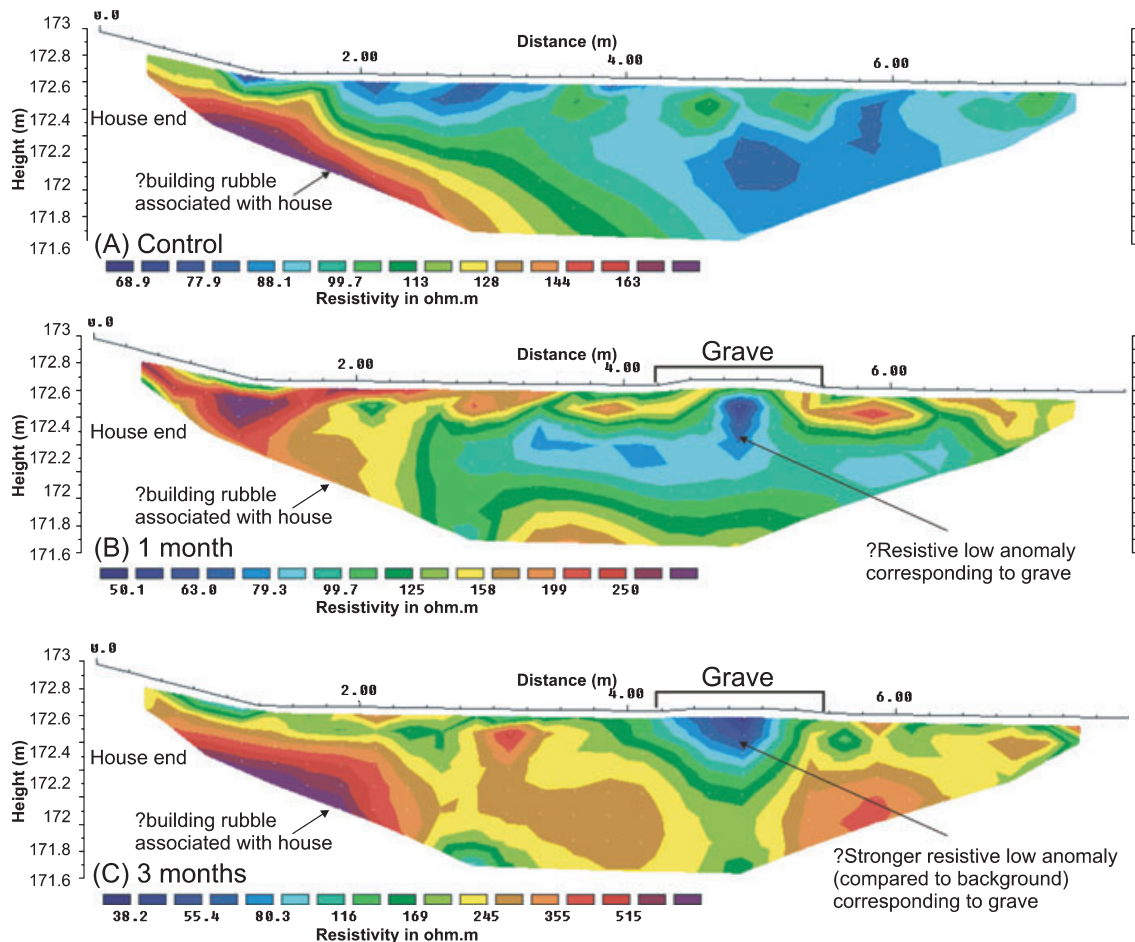 173
0.0
Distance (m)
2.00
4.00
6.00
172.8
172.6
172.4
172.2
172
171.8
171.6
Height (m)
House end
?building rubble
associated with house
(A) Control
68.9 77.9 88.1 99.7 113 128 144 163
Resistivity in ohm.m
173
0.0
Distance (m)
Grave
2.00
4.00
6.00
172.8
172.6
172.4
172.2
172
171.8
171.6
Height (m)
House end
?building rubble
associated with house
?Resistive low anomaly
corresponding to grave
(B) 1 month
50.1 63.0 79.3 99.7 125 158 199 250
Resistivity in ohm.m
173
0.0
Distance (m)
Grave
2.00
4.00
6.00
172.8
172.6
172.4
172.2
172
171.8
171.6
Height (m)
House end
?building rubble
associated with house
?Stronger resistive low anomaly
(compared to background)
corresponding to grave
(C) 3 months
38.2 55.4 80.3 116 169 245 355 515
Resistivity in ohm.m